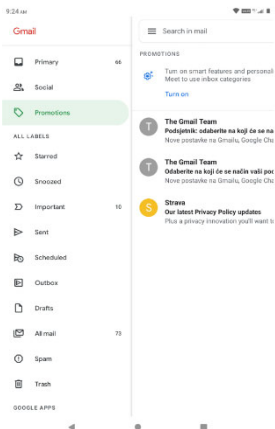 9:24 AM
Gmail
Primary 66
Social
Promotions
ALL LABELS
Starred
Snoozed
Important 10
Sent
Scheduled
Outbox
Drafts
All mail 73
Spam
Trash
GOOGLE APPS
Search in mail
PROMOTIONS
Turn on smart features and personali
Meet to use inbox categories
Turn on
T
The Gmail Team
Podsjetnik: odaberite na koji će se na
Nove postavke na Gmailu, Google Cha
T
The Gmail Team
Odaberite na koji će se način vaši pod
Nove postavke na Gmailu, Google Cha
S
Strava
Our latest Privacy Policy updates
Plus a privacy innovation you'll want to